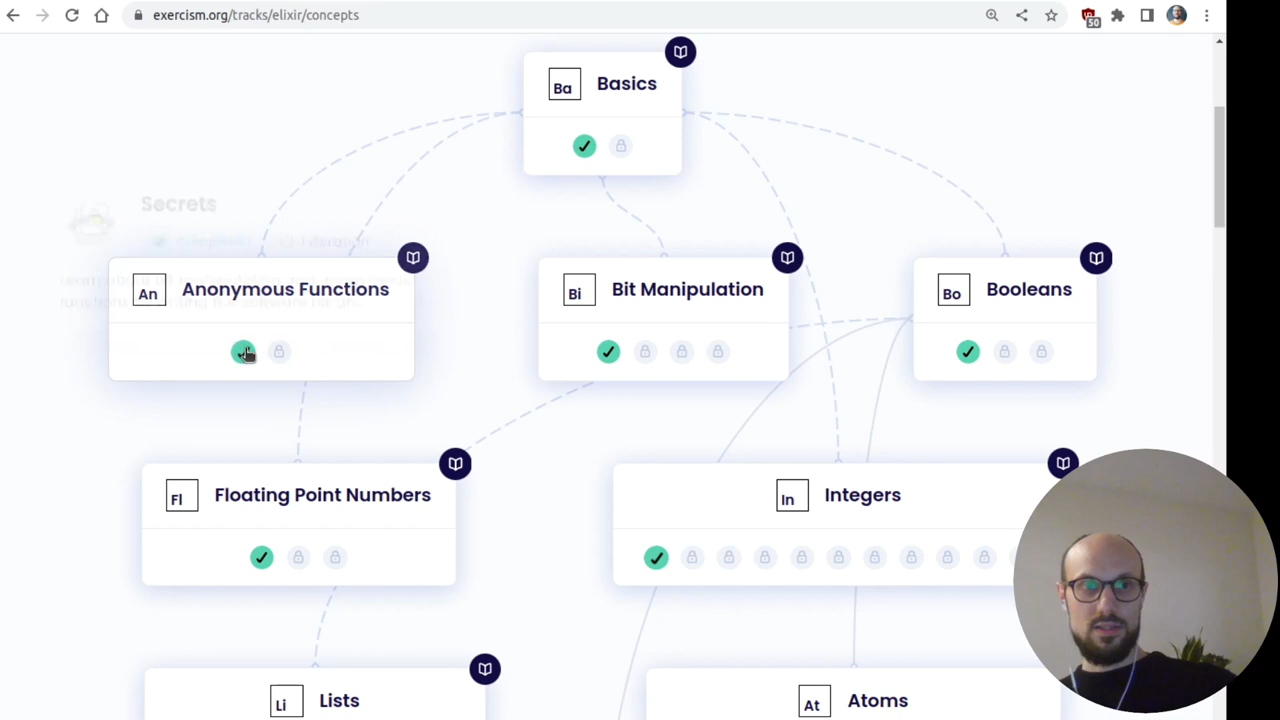 exercism.org/tracks/elixir/concepts
50
Ba Basics
Secrets
An Anonymous Functions
Bi Bit Manipulation
Bo Booleans
Fl Floating Point Numbers
In Integers
Li Lists
At Atoms